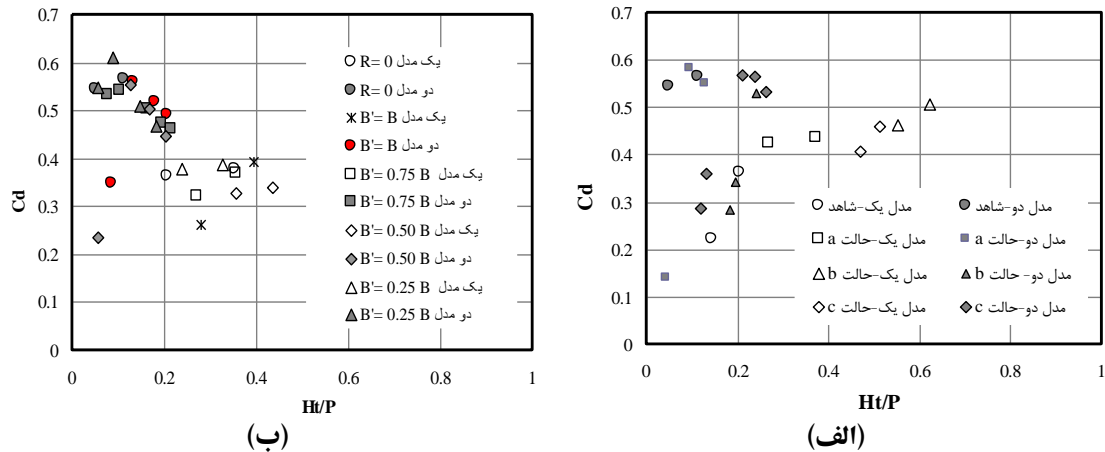 0.7
0.6
0.5
0.4
0.3
0.2
0.1
0
0 0.2 0.4 0.6 0.8 1
Cd
Ht/P
R= 0 یک مدل
R= 0 دو مدل
B'= B یک مدل
B'= B دو مدل
B'= 0.75 B یک مدل
B'= 0.75 B دو مدل
B'= 0.50 B یک مدل
B'= 0.50 B دو مدل
B'= 0.25 B یک مدل
B'= 0.25 B دو مدل
(ب)
0.7
0.6
0.5
0.4
0.3
0.2
0.1
0
0 0.2 0.4 0.6 0.8 1
Cd
Ht/P
مدل یک-شاهد
مدل دو-شاهد
مدل یک-حالت a
مدل دو-حالت a
مدل یک-حالت b
مدل دو- حالت b
مدل یک-حالت c
مدل دو-حالت c
(الف)